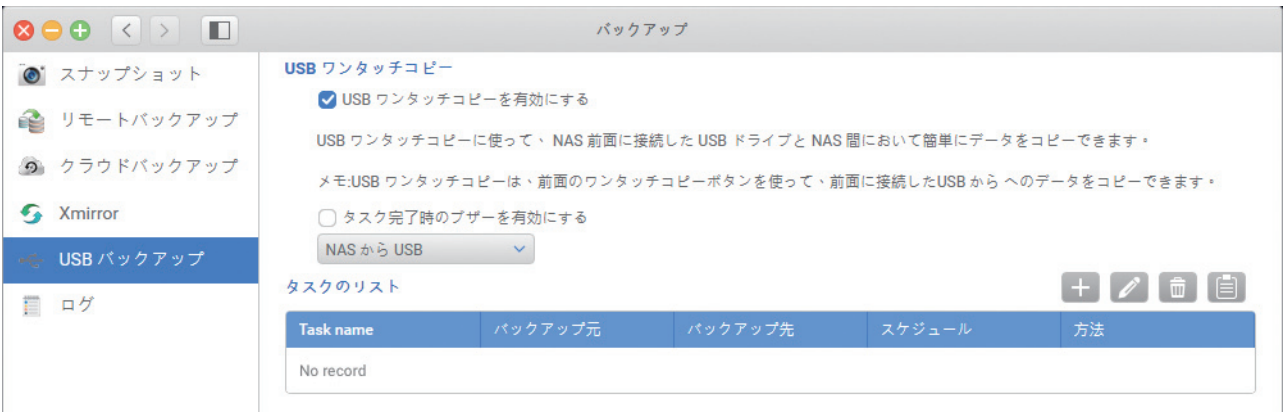 バックアップ
スナップショット
リモートバックアップ
クラウドバックアップ
Xmirror
USB バックアップ
ログ
USB ワンタッチコピー
USB ワンタッチコピーを有効にする
USB ワンタッチコピーに使って、 NAS 前面に接続した USB ドライブと NAS 間において簡単にデータをコピーできます。
メモ:USB ワンタッチコピーは、前面のワンタッチコピーボタンを使って、前面に接続したUSB から へのデータをコピーできます。
タスク完了時のブザーを有効にする
NAS から USB
タスクのリスト
Task name バックアップ元 バックアップ先 スケジュール 方法
No record